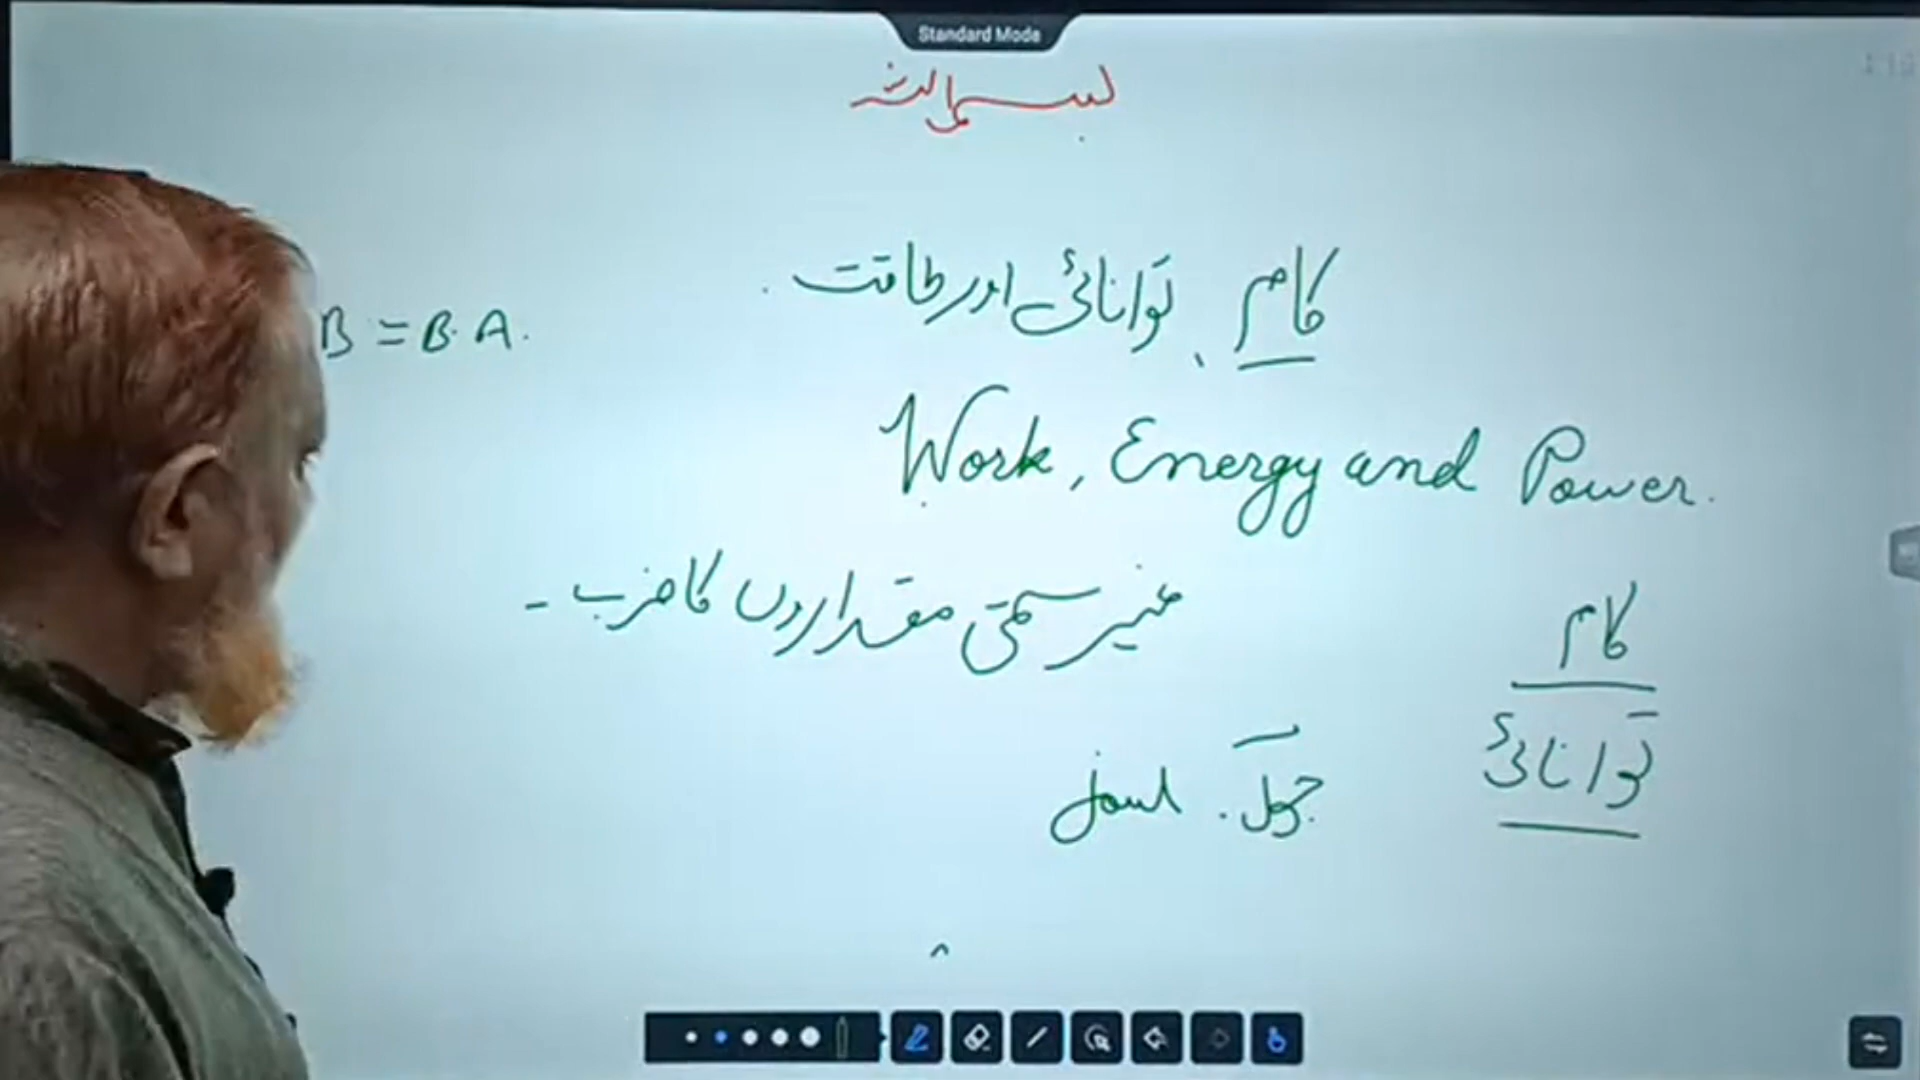 Standard Mode
بسم اللہ
کام، توانائی اور طاقت۔
B = B. A.
Work, Energy and Power.
غیر سمتی مقداروں کا ضرب -
کام
توانائی
جول. joul